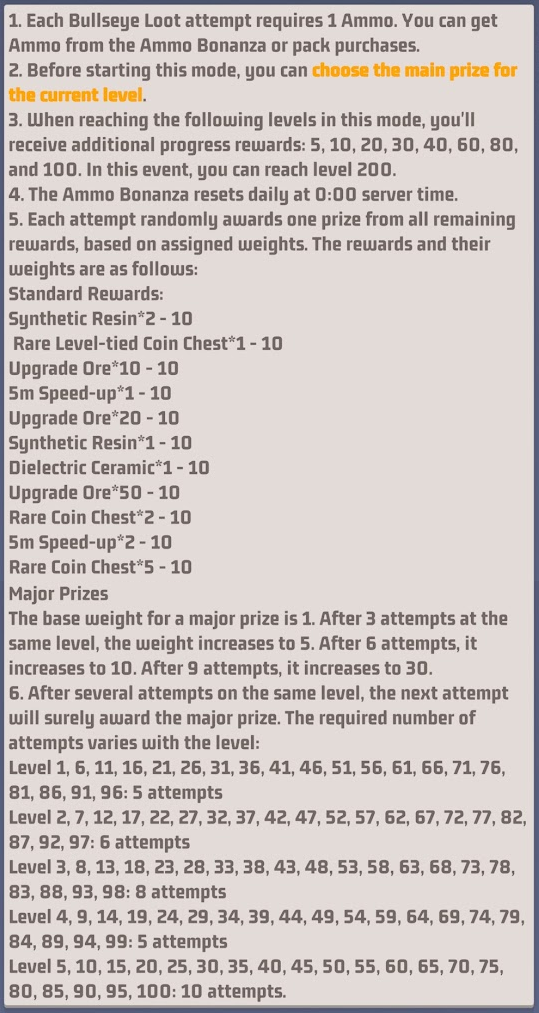 1. Each Bullseye Loot attempt requires 1 Ammo. You can get
Ammo from the Ammo Bonanza or pack purchases.
2. Before starting this mode, you can choose the main prize for
the current level.
3. When reaching the following levels in this mode, you'll
receive additional progress rewards: 5, 10, 20, 30, 40, 60, 80,
and 100. In this event, you can reach level 200.
4. The Ammo Bonanza resets daily at 0:00 server time.
5. Each attempt randomly awards one prize from all remaining
rewards, based on assigned weights. The rewards and their
weights are as follows:
Standard Rewards:
Synthetic Resin*2 - 10
Rare Level-tied Coin Chest*1 - 10
Upgrade Ore*10 - 10
5m Speed-up*1 - 10
Upgrade Ore*20 - 10
Synthetic Resin*1 - 10
Dielectric Ceramic*1 - 10
Upgrade Ore*50 - 10
Rare Coin Chest*2 - 10
5m Speed-up*2 - 10
Rare Coin Chest*5 - 10
Major Prizes
The base weight for a major prize is 1. After 3 attempts at the
same level, the weight increases to 5. After 6 attempts, it
increases to 10. After 9 attempts, it increases to 30.
6. After several attempts on the same level, the next attempt
will surely award the major prize. The required number of
attempts varies with the level:
Level 1, 6, 11, 16, 21, 26, 31, 36, 41, 46, 51, 56, 61, 66, 71, 76,
81, 86, 91, 96: 5 attempts
Level 2, 7, 12, 17, 22, 27, 32, 37, 42, 47, 52, 57, 62, 67, 72, 77, 82,
87, 92, 97: 6 attempts
Level 3, 8, 13, 18, 23, 28, 33, 38, 43, 48, 53, 58, 63, 68, 73, 78,
83, 88, 93, 98: 8 attempts
Level 4, 9, 14, 19, 24, 29, 34, 39, 44, 49, 54, 59, 64, 69, 74, 79,
84, 89, 94, 99: 5 attempts
Level 5, 10, 15, 20, 25, 30, 35, 40, 45, 50, 55, 60, 65, 70, 75,
80, 85, 90, 95, 100: 10 attempts.